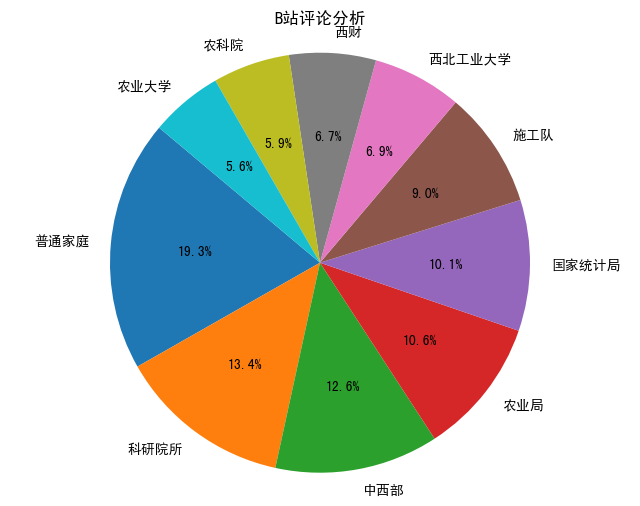 B站评论分析
西财
农科院
西北工业大学
农业大学
施工队
6.7%
5.9%
6.9%
5.6%
9.0%
普通家庭
19.3%
10.1%
国家统计局
10.6%
13.4%
12.6%
农业局
科研院所
中西部